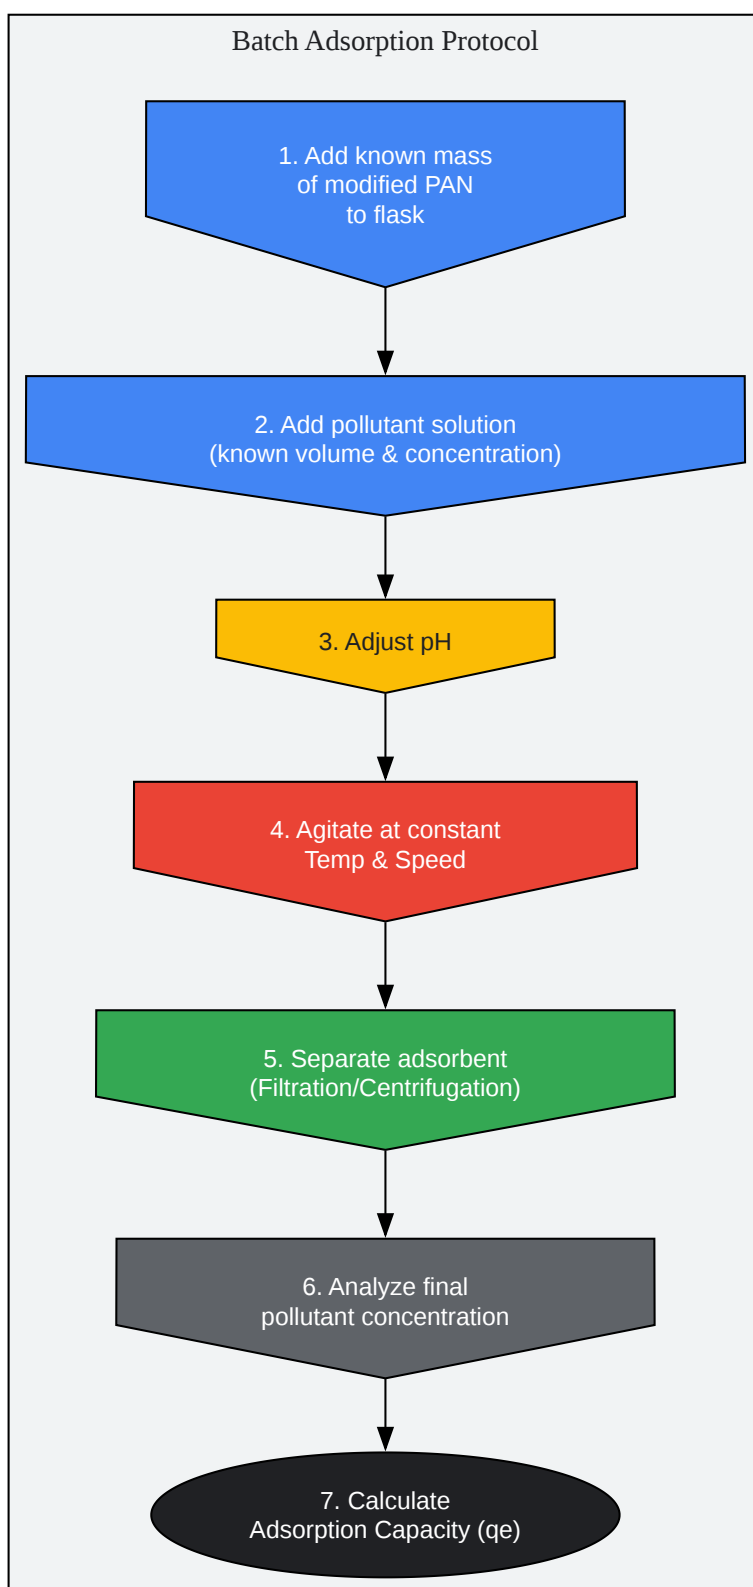 Batch Adsorption Protocol
1. Add known mass
of modified PAN
to flask
2. Add pollutant solution
(known volume & concentration)
3. Adjust pH
4. Agitate at constant
Temp & Speed
5. Separate adsorbent
(Filtration/Centrifugation)
6. Analyze final
pollutant concentration
7. Calculate
Adsorption Capacity (qe)